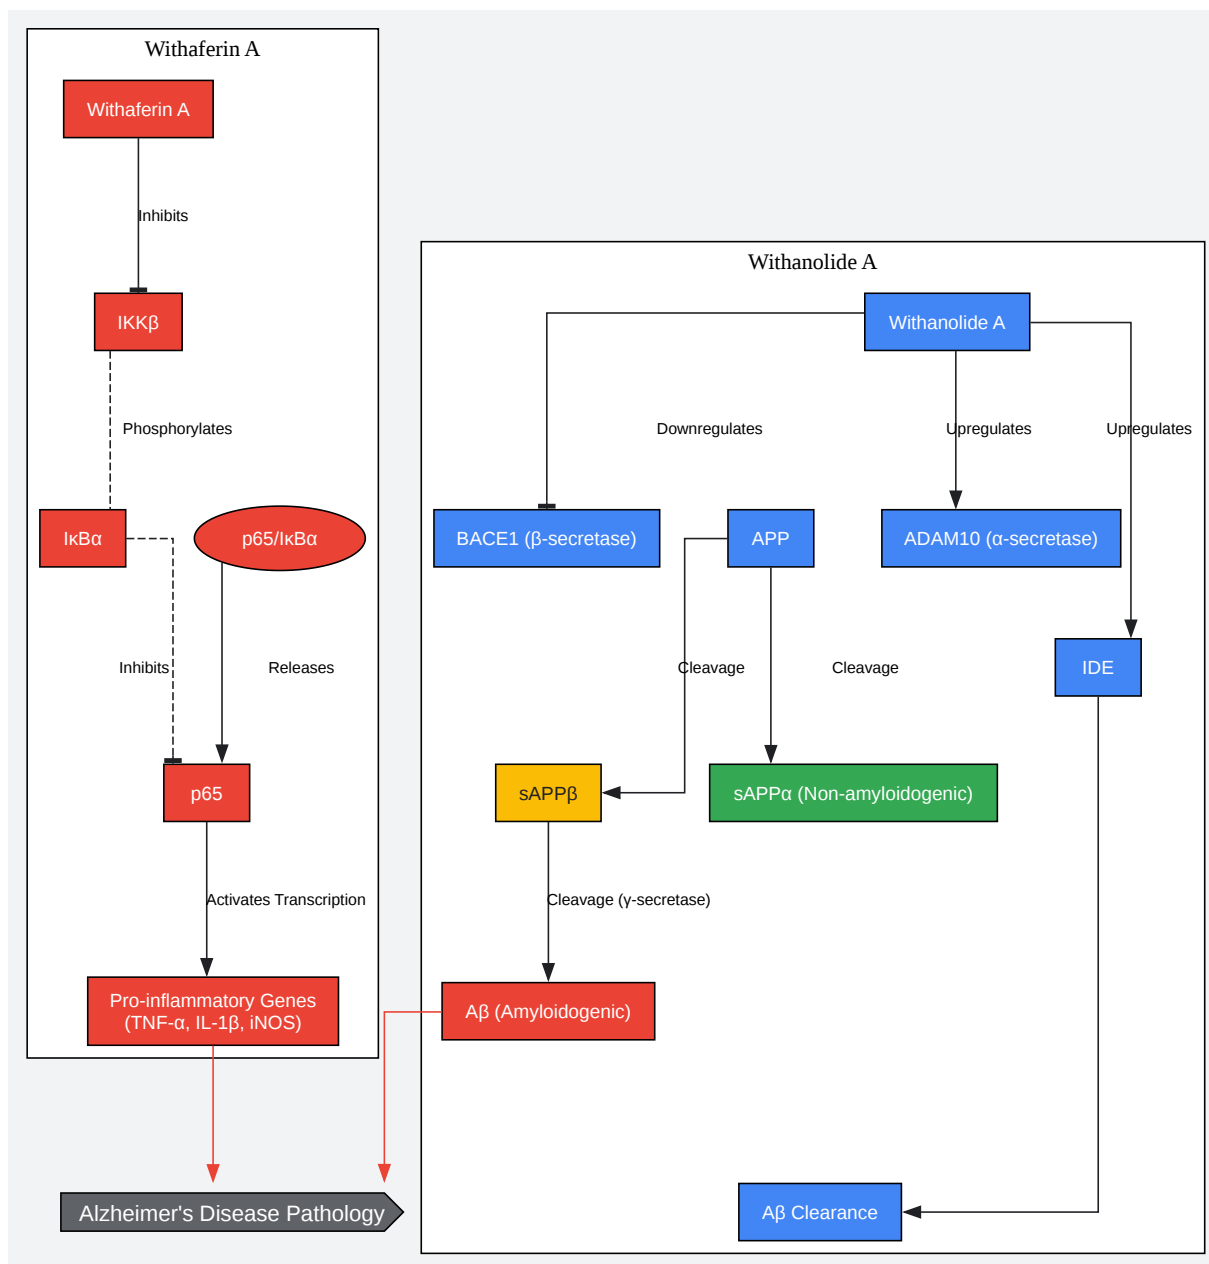 Withaferin A
Withaferin A
Inhibits
IKKβ
Phosphorylates
IκBα
p65/IκBα
Inhibits
Releases
p65
Activates Transcription
Pro-inflammatory Genes
(TNF-α, IL-1β, iNOS)
Withanolide A
Withanolide A
Downregulates
Upregulates
Upregulates
BACE1 (β-secretase)
APP
ADAM10 (α-secretase)
Cleavage
Cleavage
IDE
sAPPβ
sAPPα (Non-amyloidogenic)
Cleavage (γ-secretase)
Aβ (Amyloidogenic)
Aβ Clearance
Alzheimer's Disease Pathology